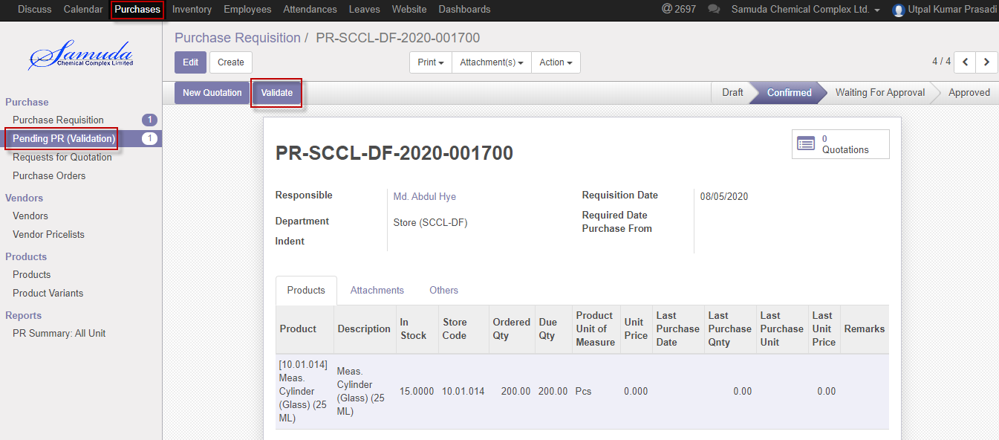 Discuss Calendar Purchases Inventory Employees Attendances Leaves Website Dashboards @ 2697 Samuda Chemical Complex Ltd. Utpal Kumar Prasadi
Samuda
Chemical Complex Limited
Purchase
Purchase Requisition 1
Pending PR (Validation) 1
Requests for Quotation
Purchase Orders
Vendors
Vendors
Vendor Pricelists
Products
Products
Product Variants
Reports
PR Summary: All Unit
Purchase Requisition / PR-SCCL-DF-2020-001700
Edit Create Print Attachment(s) Action 4 / 4
New Quotation Validate Draft Confirmed Waiting For Approval Approved
0
Quotations
PR-SCCL-DF-2020-001700
Responsible Md. Abdul Hye
Department Store (SCCL-DF)
Indent
Requisition Date 08/05/2020
Required Date
Purchase From
Products Attachments Others
Product
Description
In
Stock
Store
Code
Ordered
Qty
Due
Qty
Product
Unit of
Measure
Unit
Price
Last
Purchase
Date
Last
Purchase
Qnty
Last
Purchase
Unit
Last
Unit
Price
Remarks
[10.01.014]
Meas.
Cylinder
(Glass) (25
ML)
Meas.
Cylinder
(Glass) (25
ML)
15.0000 10.01.014 200.00 200.00 Pcs 0.000 0.00 0.00